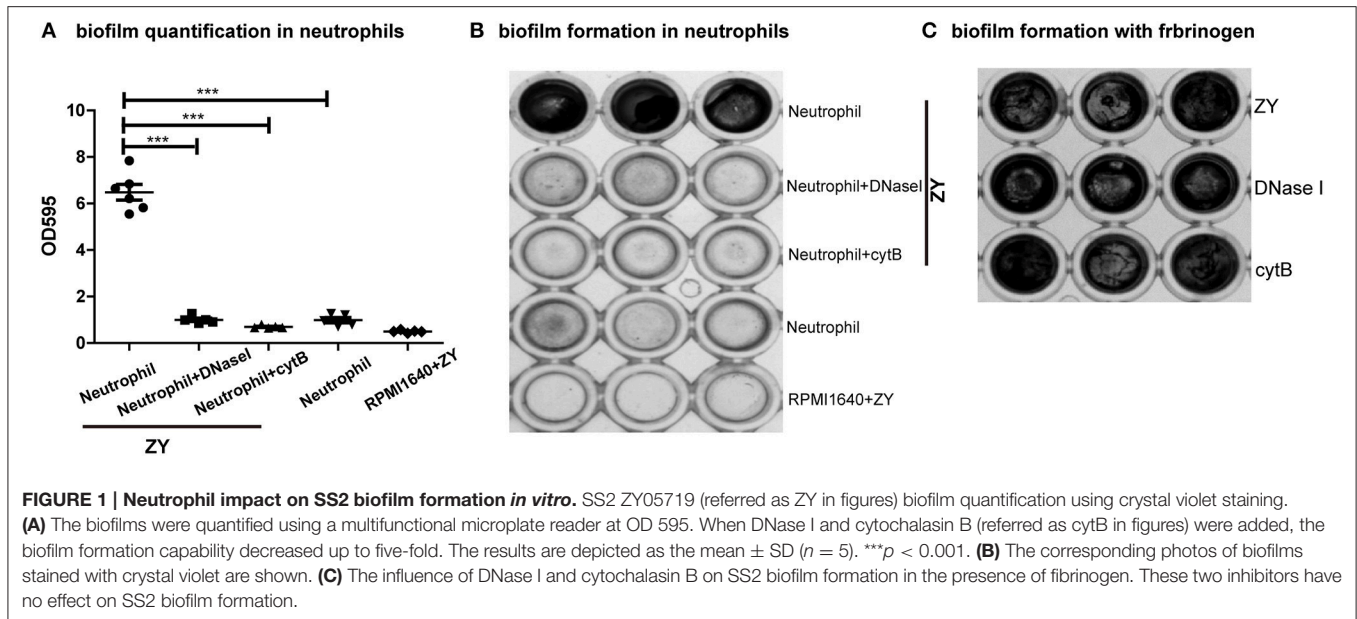 A biofilm quantification in neutrophils
***
***
***
10
8
6
4
2
0
OD595
Neutrophil
Neutrophil+DNaseI
Neutrophil+cytB
Neutrophil
RPMI1640+ZY
ZY
B biofilm formation in neutrophils
Neutrophil
Neutrophil+DNaseI
Neutrophil+cytB
Neutrophil
RPMI1640+ZY
ZY
C biofilm formation with frbrinogen
ZY
DNase I
cytB
FIGURE 1 | Neutrophil impact on SS2 biofilm formation in vitro. SS2 ZY05719 (referred as ZY in figures) biofilm quantification using crystal violet staining.
(A) The biofilms were quantified using a multifunctional microplate reader at OD 595. When DNase I and cytochalasin B (referred as cytB in figures) were added, the
biofilm formation capability decreased up to five-fold. The results are depicted as the mean ± SD (n = 5). ***p < 0.001. (B) The corresponding photos of biofilms
stained with crystal violet are shown. (C) The influence of DNase I and cytochalasin B on SS2 biofilm formation in the presence of fibrinogen. These two inhibitors have
no effect on SS2 biofilm formation.